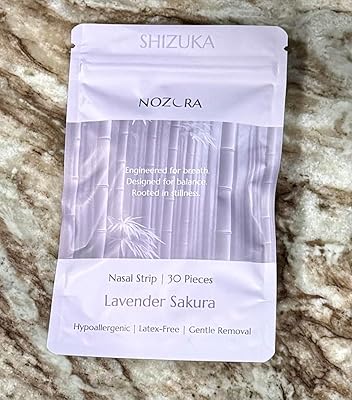 SHIZUKA
NOZORA
Engineered for breath.
Designed for balance.
Rooted in stillness.
Nasal Strip | 30 Pieces
Lavender Sakura
Hypoallergenic | Latex-Free | Gentle Removal